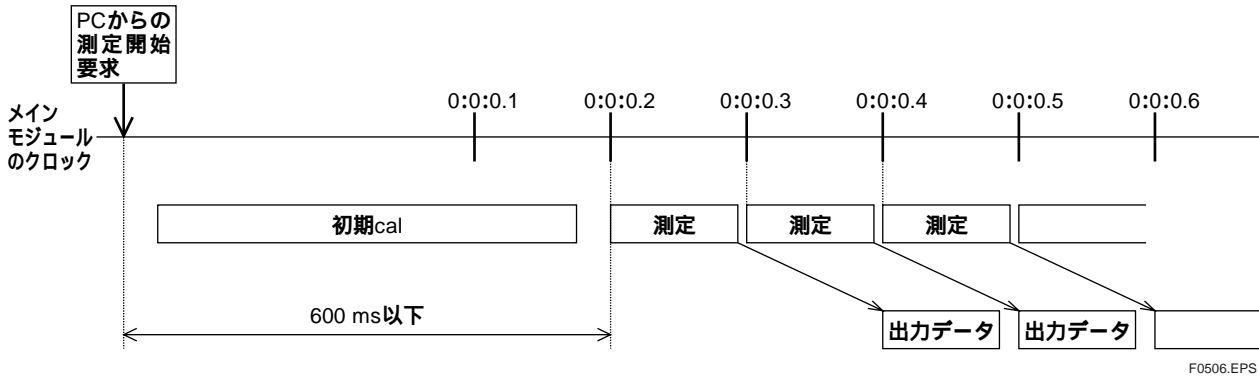 PCからの
測定開始
要求
メイン
モジュール
のクロック
0:0:0.1
0:0:0.2
0:0:0.3
0:0:0.4
0:0:0.5
0:0:0.6
初期cal
測定
測定
測定
600 ms以下
出力データ
出力データ
F0506.EPS